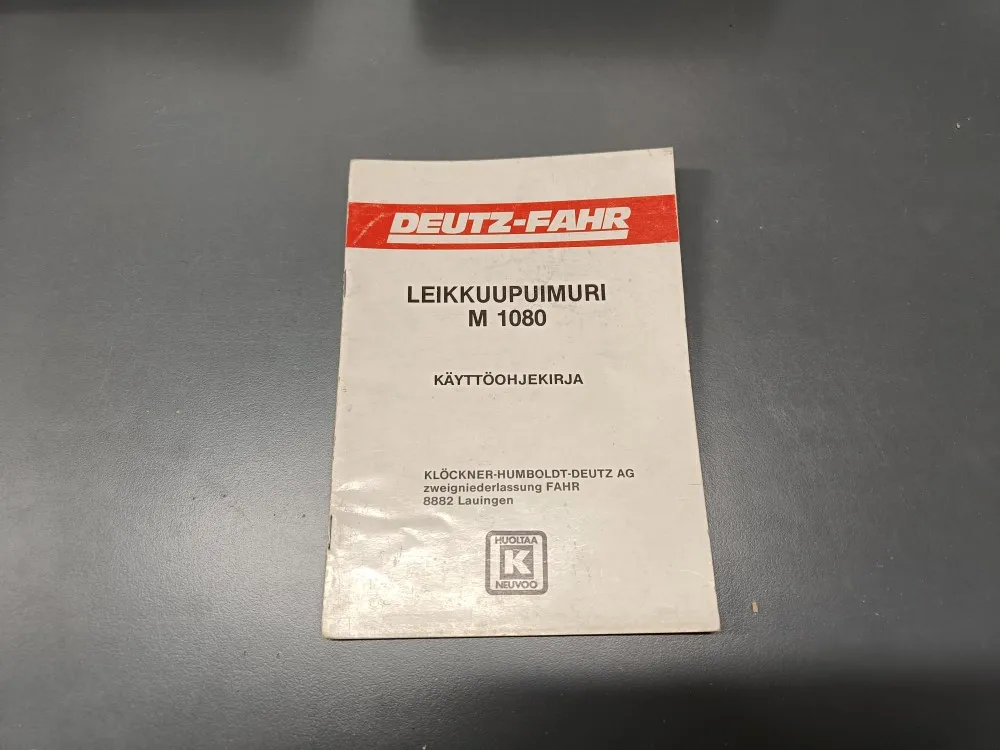 DEUTZ-FAHR
LEIKKUUPUIMURI
M 1080
KÄYTTÖOHJEKIRJA
KLÖCKNER-HUMBOLDT-DEUTZ AG
zweigniederlassung FAHR
8882 Lauingen
HUOLTAA
K
NEUVOO